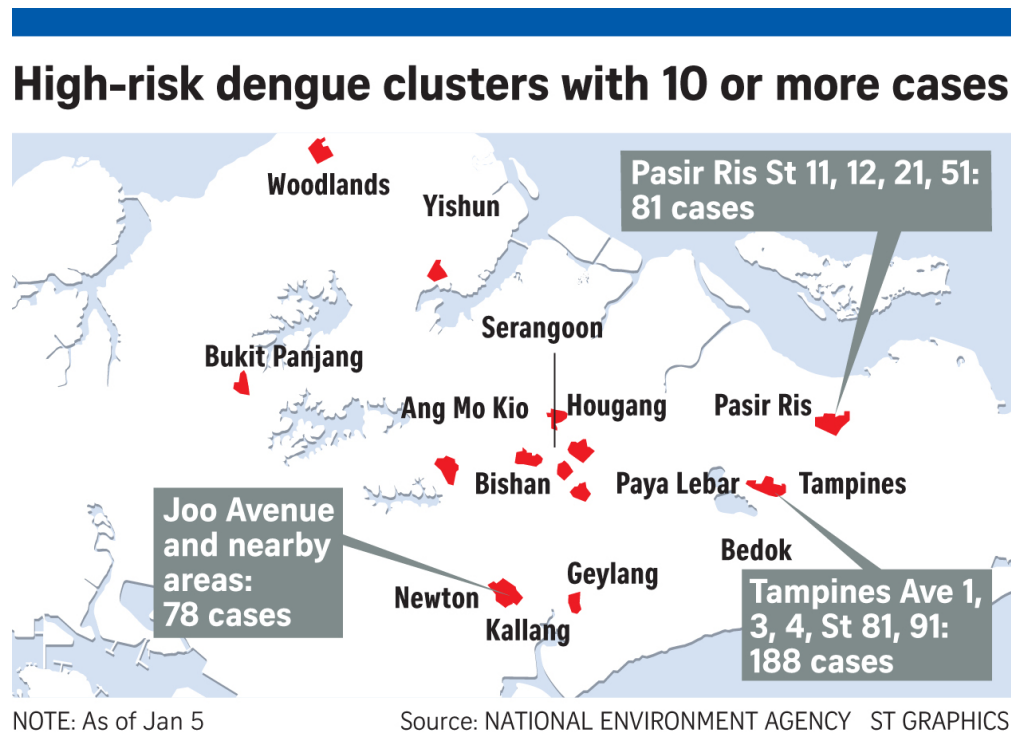 High-risk dengue clusters with 10 or more cases
Woodlands
Yishun
Pasir Ris St 11, 12, 21, 51:
81 cases
Serangoon
Bukit Panjang
Ang Mo Kio
Hougang
Pasir Ris
Bishan
Paya Lebar
Tampines
Joo Avenue
and nearby
areas:
78 cases
Bedok
Geylang
Newton
Kallang
Tampines Ave 1,
3, 4, St 81, 91:
188 cases
NOTE: As of Jan 5
Source: NATIONAL ENVIRONMENT AGENCY ST GRAPHICS